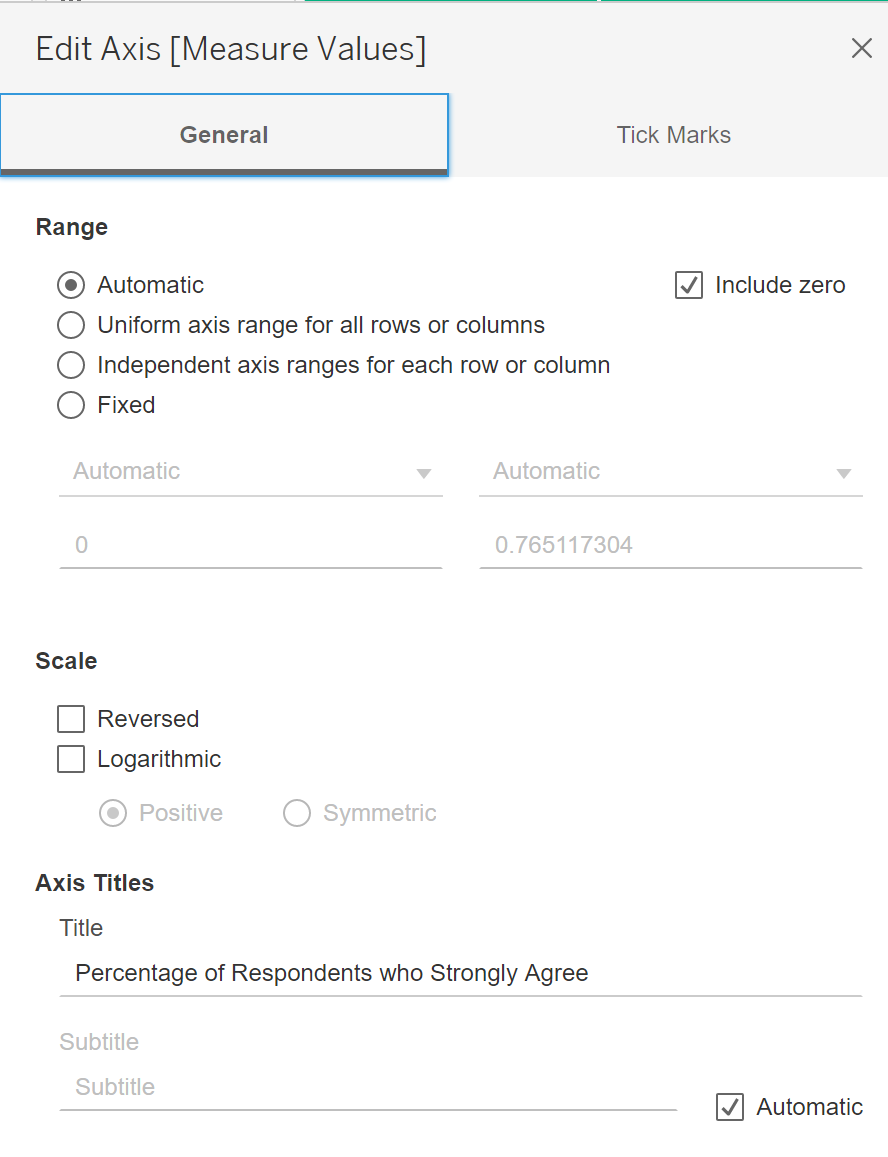 Edit Axis [Measure Values]
General
Tick Marks
Range
Automatic
Include zero
Uniform axis range for all rows or columns
Independent axis ranges for each row or column
Fixed
Automatic
Automatic
0
0.765117304
Scale
Reversed
Logarithmic
Positive
Symmetric
Axis Titles
Title
Percentage of Respondents who Strongly Agree
Subtitle
Subtitle
Automatic